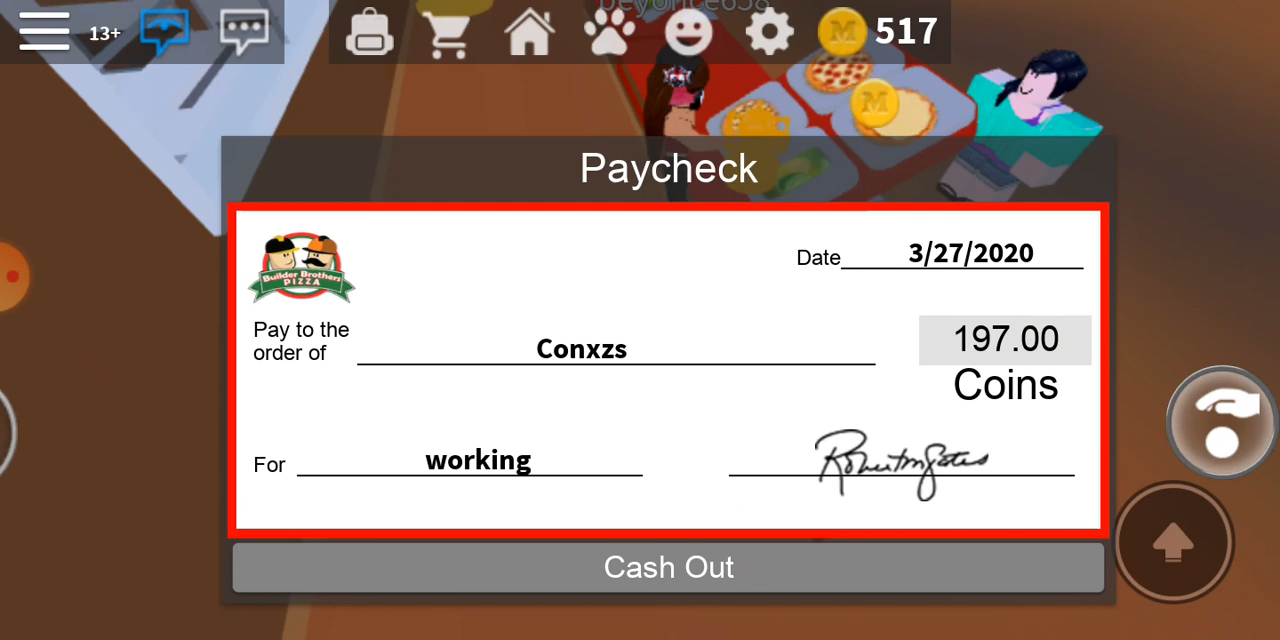 beyonce658
13+
517
Paycheck
Builder Brothers
PIZZA
Date 3/27/2020
Pay to the
order of Conxzs
197.00
Coins
For working
Cash Out